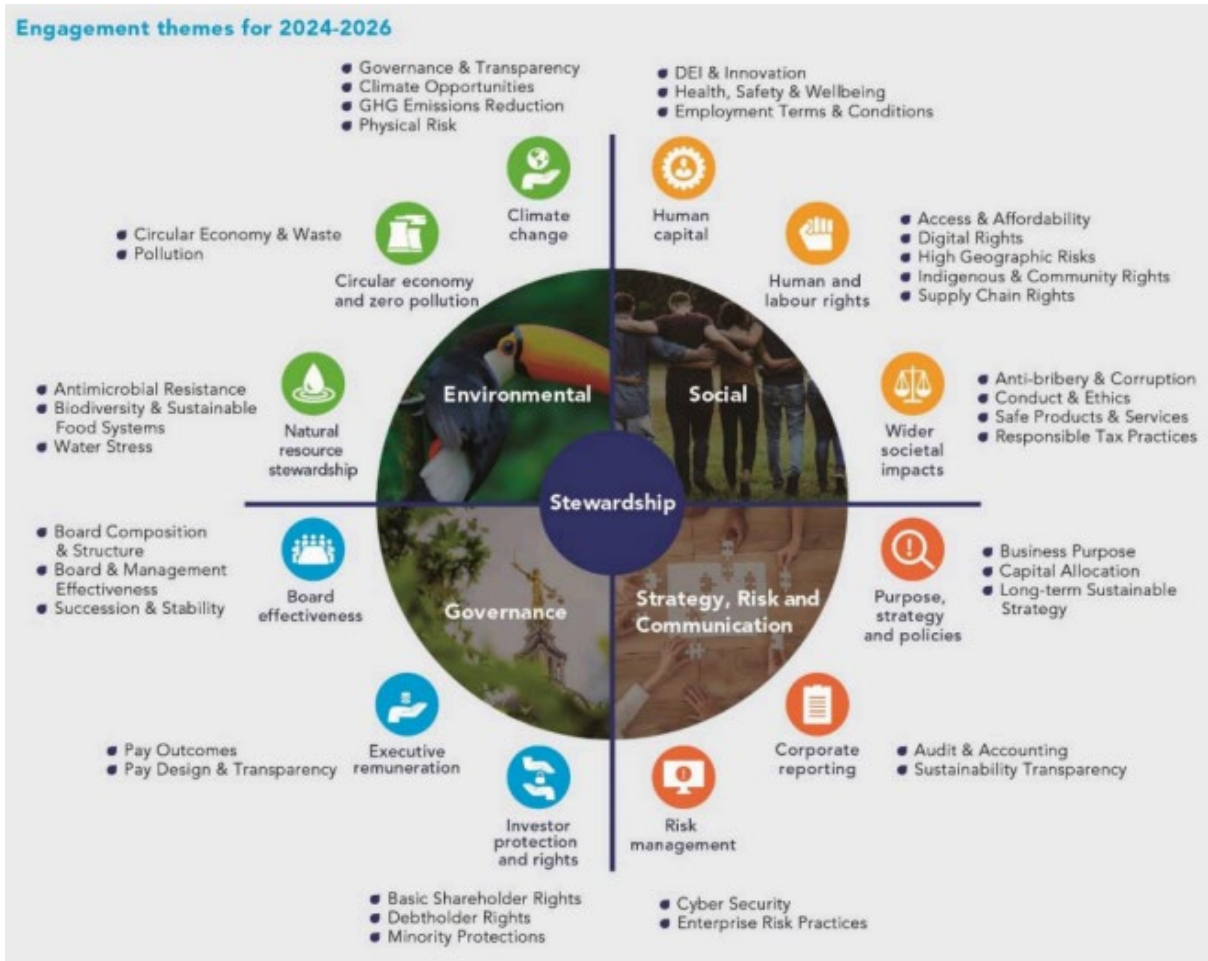 Engagement themes for 2024-2026
Governance & Transparency
Climate Opportunities
GHG Emissions Reduction
Physical Risk
Climate
change
DEI & Innovation
Health, Safety & Wellbeing
Employment Terms & Conditions
Human
capital
Circular Economy & Waste
Pollution
Circular economy
and zero pollution
Access & Affordability
Digital Rights
High Geographic Risks
Indigenous & Community Rights
Supply Chain Rights
Human and
labour rights
Antimicrobial Resistance
Biodiversity & Sustainable
Food Systems
Water Stress
Natural
resource
stewardship
Environmental
Social
Anti-bribery & Corruption
Conduct & Ethics
Safe Products & Services
Responsible Tax Practices
Wider
societal
impacts
Stewardship
Board Composition
& Structure
Board & Management
Effectiveness
Succession & Stability
Board
effectiveness
Governance
Strategy, Risk and
Communication
Purpose,
strategy
and policies
Business Purpose
Capital Allocation
Long-term Sustainable
Strategy
Pay Outcomes
Pay Design & Transparency
Executive
remuneration
Corporate
reporting
Audit & Accounting
Sustainability Transparency
Investor
protection
and rights
Basic Shareholder Rights
Debtholder Rights
Minority Protections
Risk
management
Cyber Security
Enterprise Risk Practices